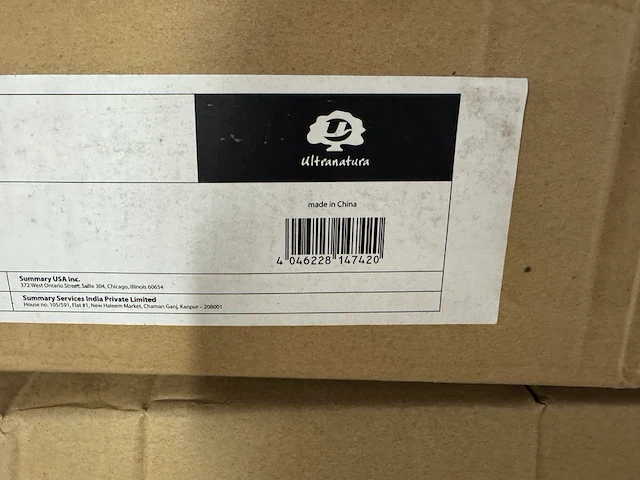 Ultranatura
made in China
4 046228 147420
Summary USA inc.
372 West Ontario Street, Suite 304, Chicago, Illinois 60654
Summary Services India Private Limited
House no. 105/591, Flat #1, New Haleem Market, Chaman Ganj, Kanpur – 208001